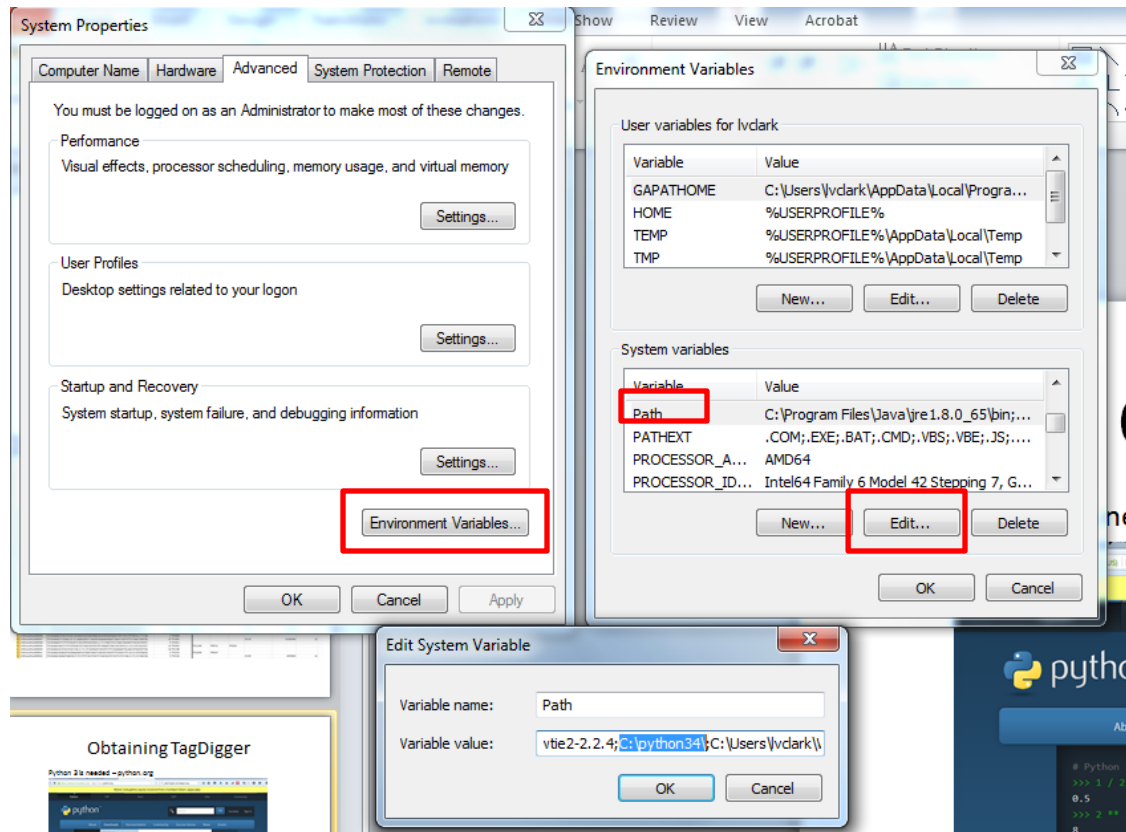 Show Review View Acrobat
System Properties
Computer Name Hardware Advanced System Protection Remote
You must be logged on as an Administrator to make most of these changes.
Performance
Visual effects, processor scheduling, memory usage, and virtual memory
Settings...
User Profiles
Desktop settings related to your logon
Settings...
Startup and Recovery
System startup, system failure, and debugging information
Settings...
Environment Variables...
OK Cancel Apply
Environment Variables
User variables for lvclark
Variable Value
GAPATHOME C:\Users\lvclark\AppData\Local\Progra...
HOME %USERPROFILE%
TEMP %USERPROFILE%\AppData\Local\Temp
TMP %USERPROFILE%\AppData\Local\Temp
New... Edit... Delete
System variables
Variable Value
Path C:\Program Files\Java\jre1.8.0_65\bin;...
PATHEXT .COM;.EXE;.BAT;.CMD;.VBS;.VBE;.JS;....
PROCESSOR_A... AMD64
PROCESSOR_ID... Intel64 Family 6 Model 42 Stepping 7, G...
New... Edit... Delete
OK Cancel
Edit System Variable
Variable name: Path
Variable value: vtie2-2.2.4;C:\python34\;C:\Users\lvclark\
OK Cancel
Obtaining TagDigger
Python 3 is needed – python.org
python
pytho
Ab
# Python
>>> 1 / 2
0.5
>>> 2 **
8